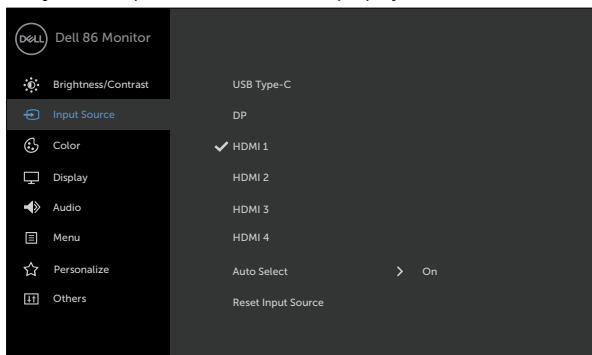 DELL Dell 86 Monitor
Brightness/Contrast
Input Source
Color
Display
Audio
Menu
Personalize
Others
USB Type-C
DP
HDMI 1
HDMI 2
HDMI 3
HDMI 4
Auto Select > On
Reset Input Source